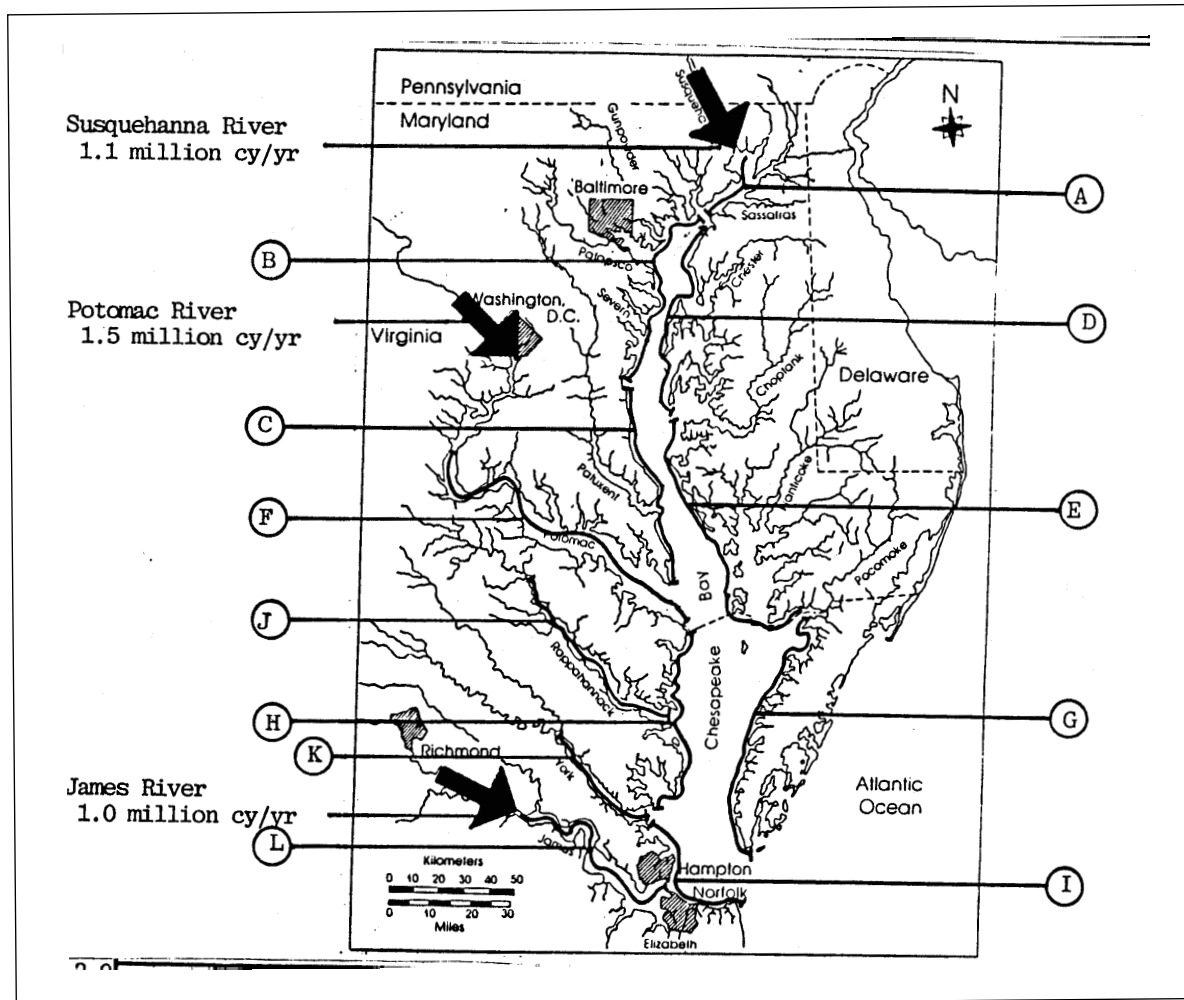 Pennsylvania
Maryland
Susquehanna River
1.1 million cy/yr
Susquehana
Gunpowder
N
Baltimore
A
Sassafras
B
Patapsco
Chester
Potomac River
1.5 million cy/yr
Washington,
D.C.
Severn
Virginia
D
Choptank
Delaware
C
Patuxent
anticoke
E
F
Potomac
Pocomoke
Bay
J
Rappahannock
Chesapeake
H
G
K
Richmond
York
Atlantic
Ocean
James River
1.0 million cy/yr
L
James
Kilometers
0 10 20 30 40 50
0 10 20 30
Miles
Hampton
Norfolk
I
Elizabeth